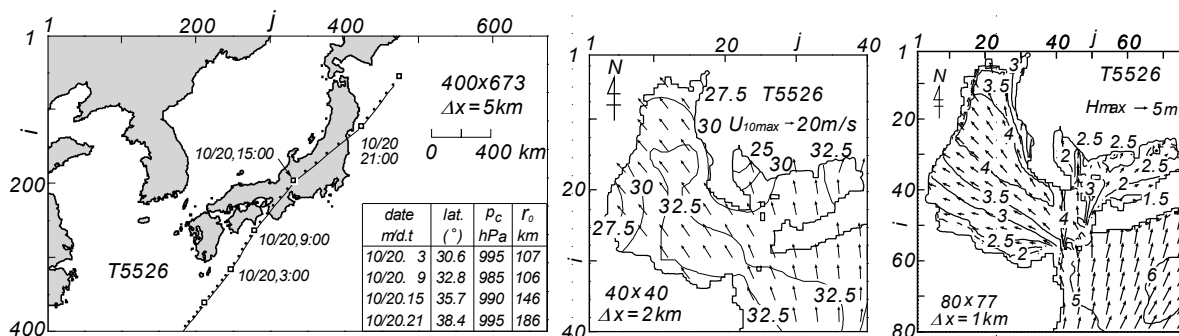 1 200 j 400 600
1
200
400
i
400x673
Δx = 5km
0 400 km
10/20,15:00
10/20
21:00
10/20,9:00
10/20,3:00
T5526
date lat. pc r0
m/d.t (°) hPa km
10/20. 3 30.6 995 107
10/20. 9 32.8 985 106
10/20.15 35.7 990 146
10/20.21 38.4 995 186
1 20 j 40
1
20
40
i
N
27.5 T5526
30 U10max → 20m/s
25 32.5
30
30
32.5
27.5
32.5
32.5
32.5
40x40
Δx = 2km
1 20 40 j 60
1
20
40
60
80
i
N
3 T5526
3.5 Hmax → 5m
4 2.5 2.5
2 2.5
4 2
3.5 3 1.5
3 4
2.5
6
5
80x77
Δx = 1km